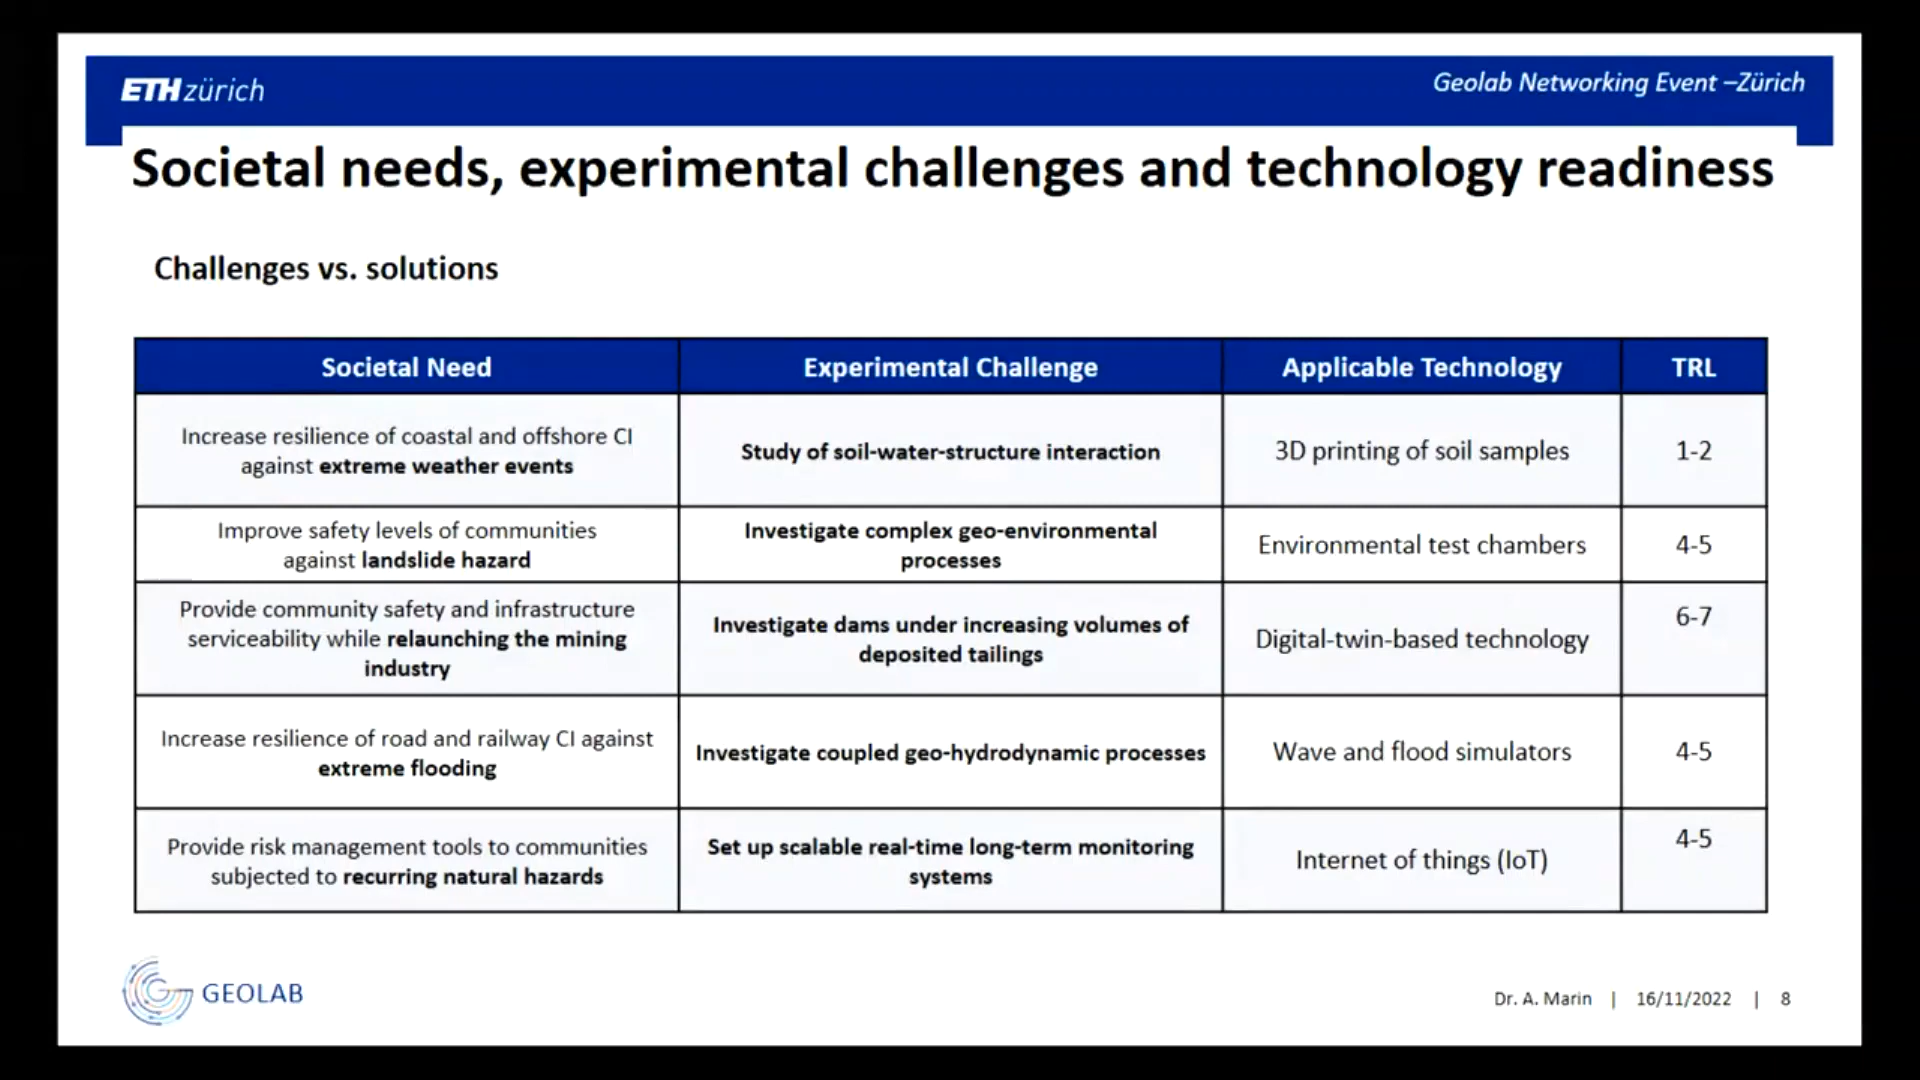 ETH zürich
Geolab Networking Event –Zürich
Societal needs, experimental challenges and technology readiness
Challenges vs. solutions
Societal Need
Experimental Challenge
Applicable Technology
TRL
Increase resilience of coastal and offshore CI
against extreme weather events
Study of soil-water-structure interaction
3D printing of soil samples
1-2
Improve safety levels of communities
against landslide hazard
Investigate complex geo-environmental
processes
Environmental test chambers
4-5
Provide community safety and infrastructure
serviceability while relaunching the mining
industry
Investigate dams under increasing volumes of
deposited tailings
Digital-twin-based technology
6-7
Increase resilience of road and railway CI against
extreme flooding
Investigate coupled geo-hydrodynamic processes
Wave and flood simulators
4-5
Provide risk management tools to communities
subjected to recurring natural hazards
Set up scalable real-time long-term monitoring
systems
Internet of things (IoT)
4-5
GEOLAB
Dr. A. Marin | 16/11/2022 | 8